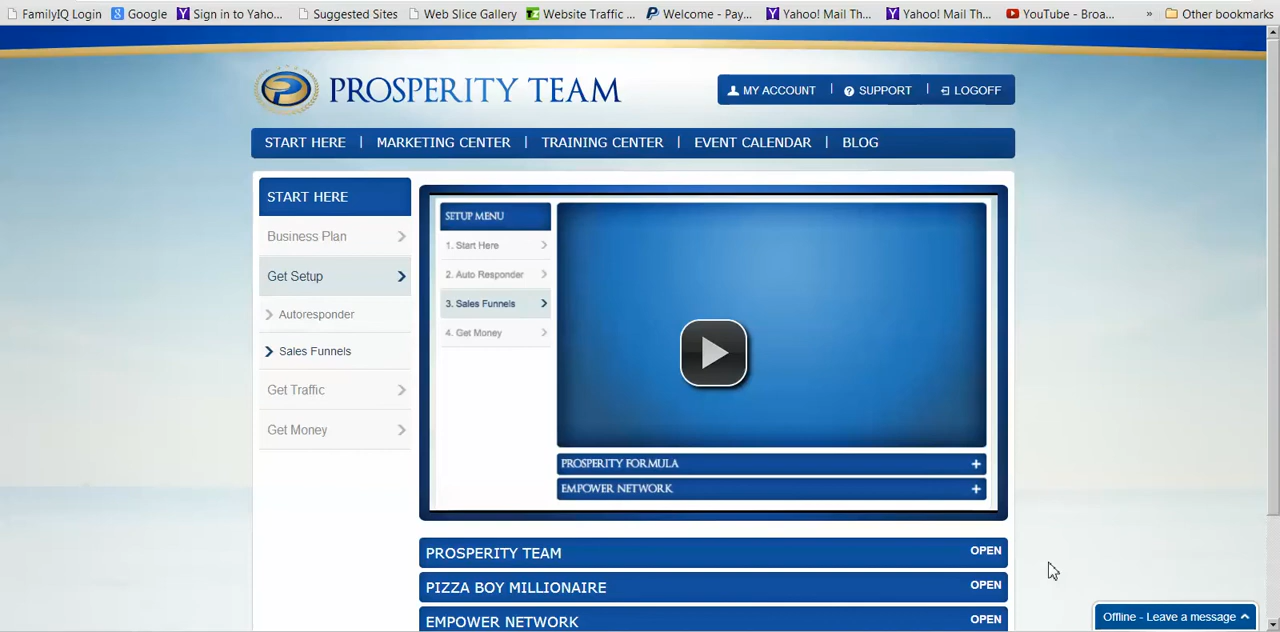 FamilyIQ Login Google Sign in to Yaho... Suggested Sites Web Slice Gallery Website Traffic ... Welcome - Pay... Yahoo! Mail Th... Yahoo! Mail Th... YouTube - Broa... » Other bookmarks
PROSPERITY TEAM
MY ACCOUNT | SUPPORT | LOGOFF
START HERE | MARKETING CENTER | TRAINING CENTER | EVENT CALENDAR | BLOG
START HERE
Business Plan
Get Setup
Autoresponder
Sales Funnels
Get Traffic
Get Money
SETUP MENU
1. Start Here
2. Auto Responder
3. Sales Funnels
4. Get Money
PROSPERITY FORMULA +
EMPOWER NETWORK +
PROSPERITY TEAM OPEN
PIZZA BOY MILLIONAIRE OPEN
EMPOWER NETWORK OPEN
Offline - Leave a message